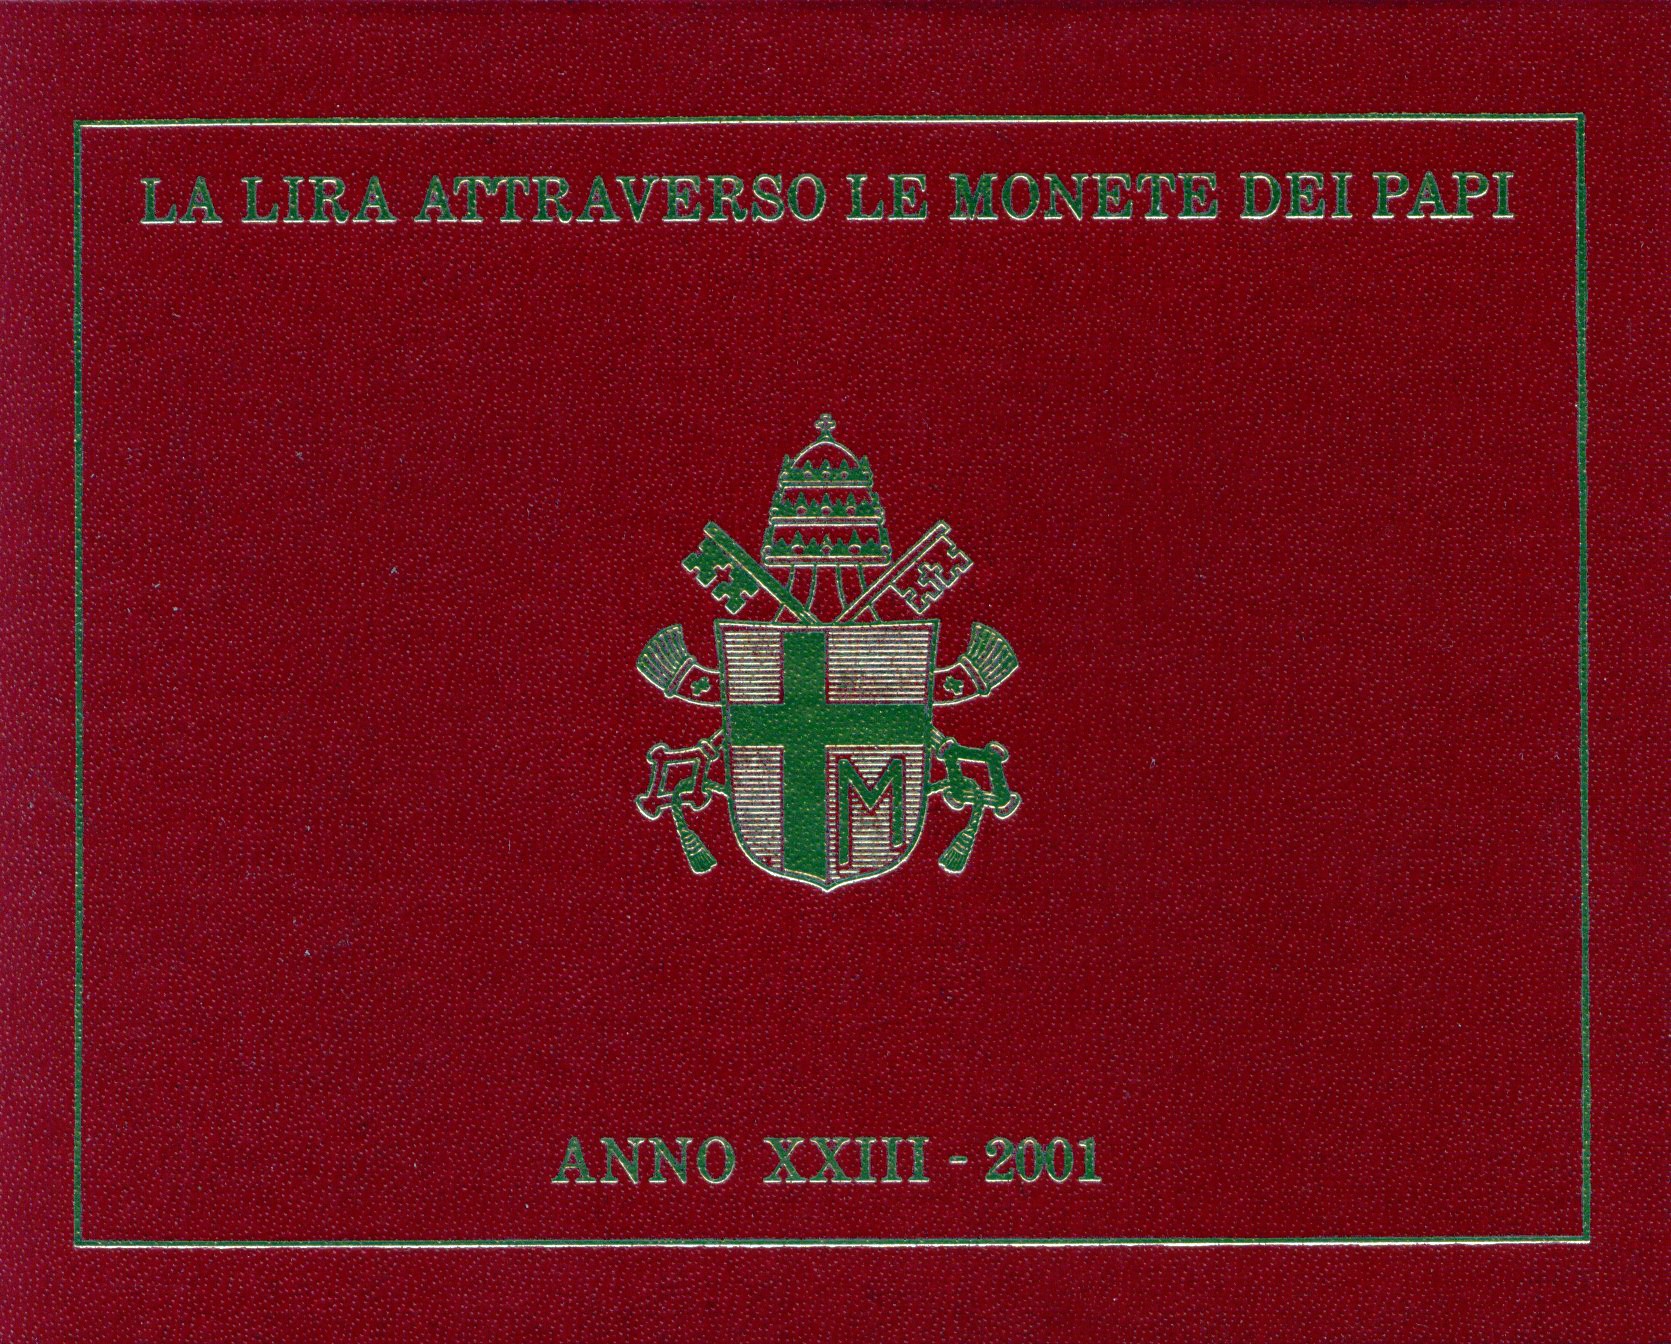 LA LIRA ATTRAVERSO LE MONETE DEI PAPI
M
ANNO XXIII - 2001